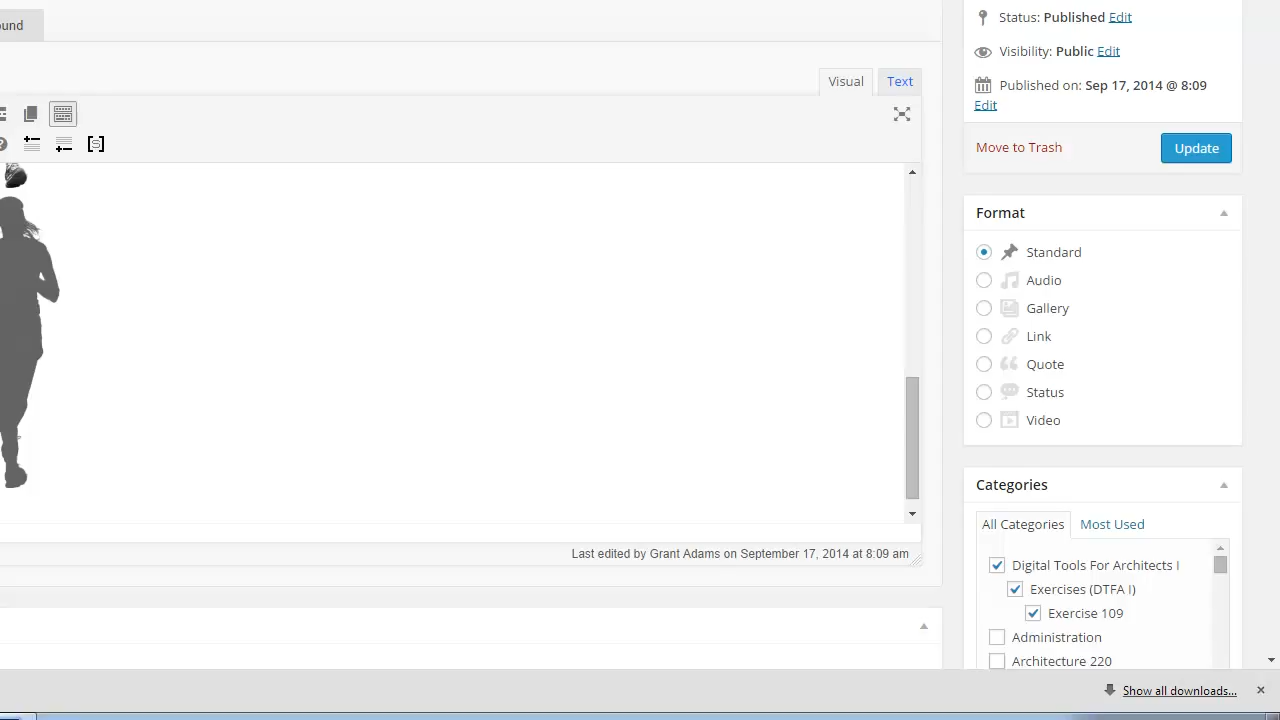 ound
Status: Published Edit
Visibility: Public Edit
Visual Text
Published on: Sep 17, 2014 @ 8:09
Edit
Move to Trash
Update
Format
Standard
Audio
Gallery
Link
Quote
Status
Video
Categories
All Categories Most Used
Last edited by Grant Adams on September 17, 2014 at 8:09 am
Digital Tools For Architects I
Exercises (DTFA I)
Exercise 109
Administration
Architecture 220
Show all downloads...